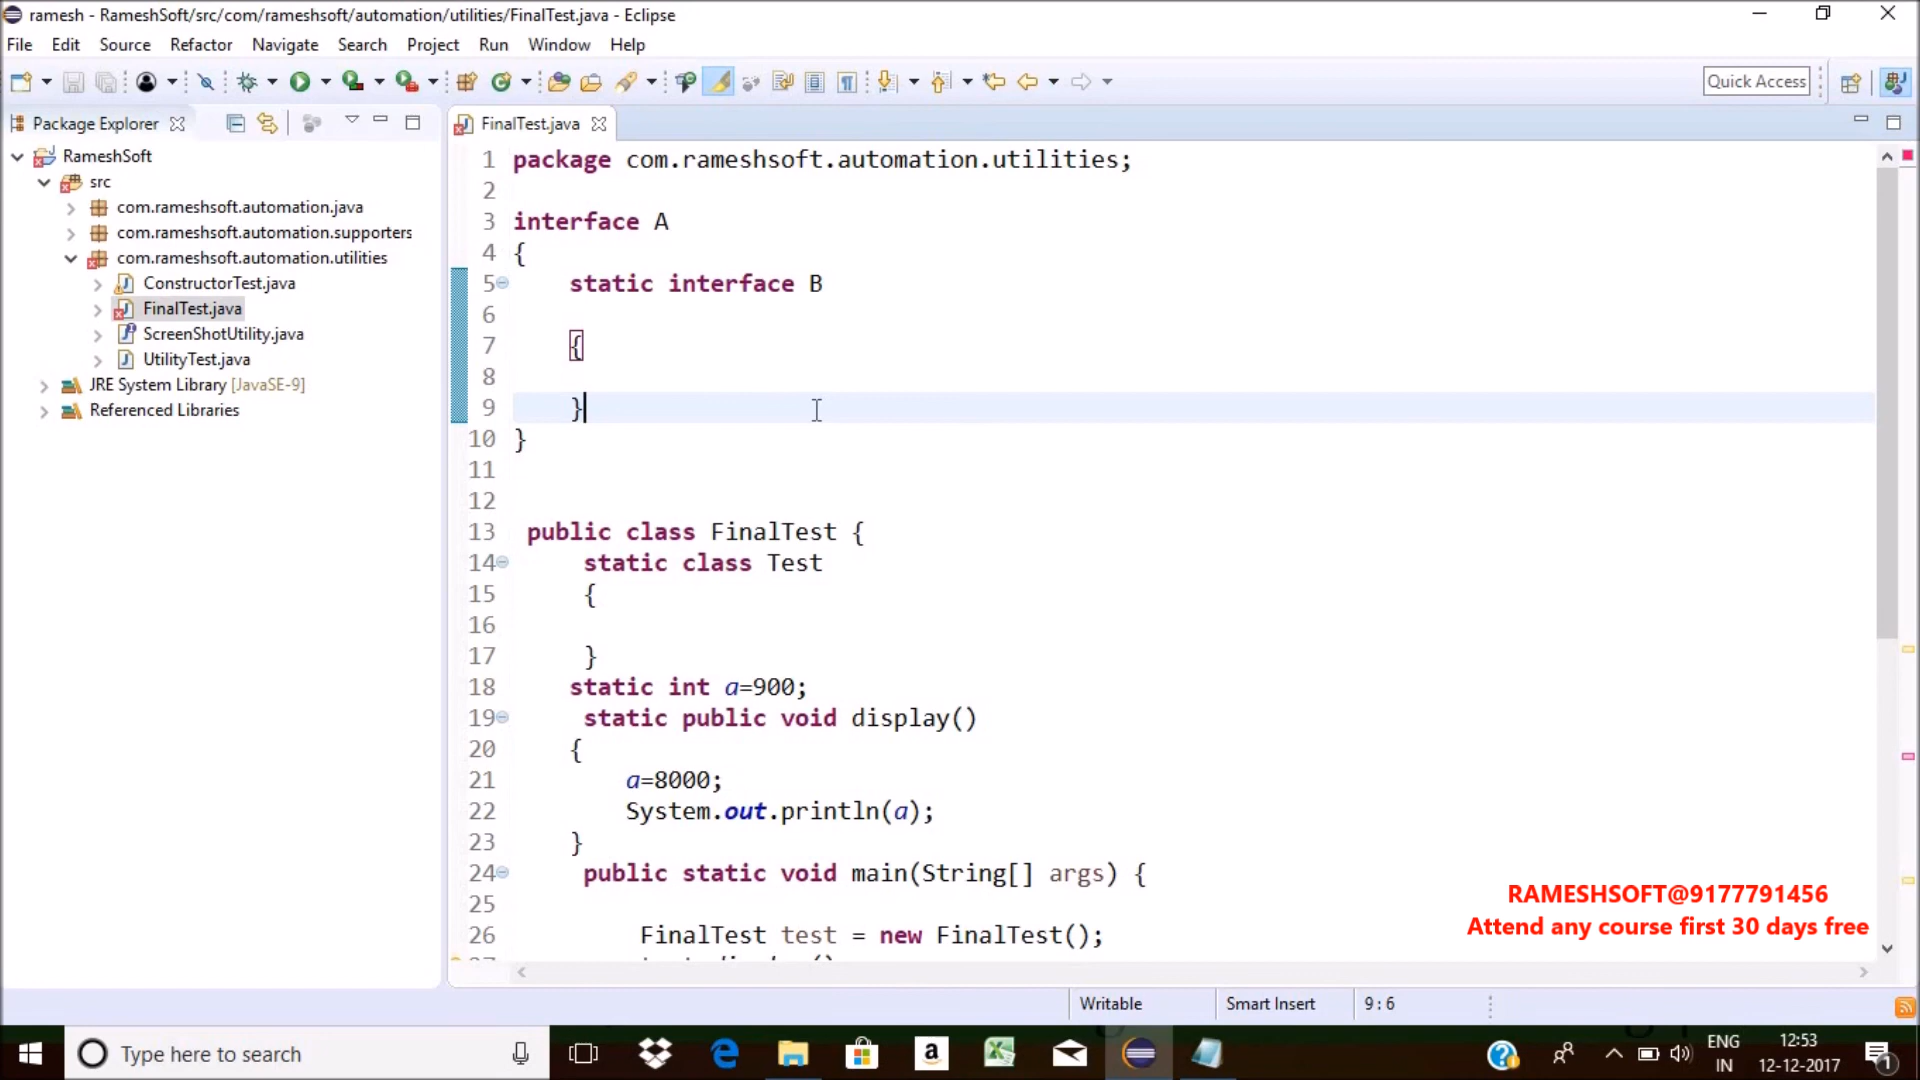 ramesh - RameshSoft/src/com/rameshsoft/automation/utilities/FinalTest.java - Eclipse
File Edit Source Refactor Navigate Search Project Run Window Help
Quick Access
Package Explorer
FinalTest.java
RameshSoft
src
com.rameshsoft.automation.java
com.rameshsoft.automation.supporters
com.rameshsoft.automation.utilities
ConstructorTest.java
FinalTest.java
ScreenShotUtility.java
UtilityTest.java
JRE System Library [JavaSE-9]
Referenced Libraries
1 package com.rameshsoft.automation.utilities;
2
3 interface A
4 {
5 static interface B
6
7 {
8
9 }
10 }
11
12
13 public class FinalTest {
14 static class Test
15 {
16
17 }
18 static int a=900;
19 static public void display()
20 {
21 a=8000;
22 System.out.println(a);
23 }
24 public static void main(String[] args) {
25
26 FinalTest test = new FinalTest();
RAMESHSOFT@9177791456
Attend any course first 30 days free
Writable Smart Insert 9 : 6
Type here to search
ENG
IN
12:53
12-12-2017
1